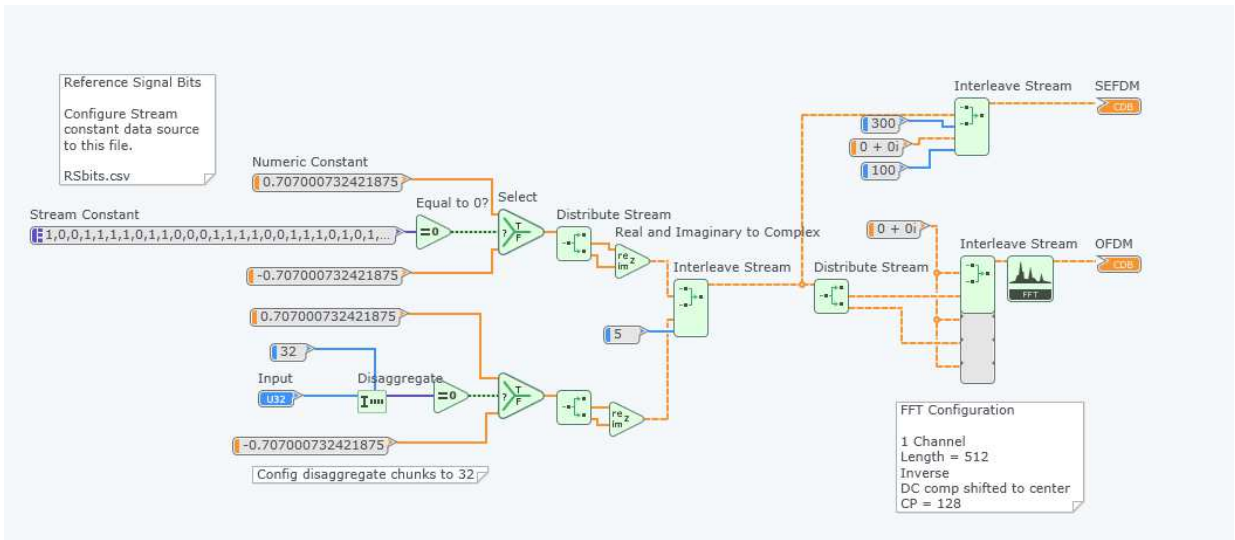 Reference Signal Bits
Configure Stream
constant data source
to this file.
RSbits.csv
Numeric Constant
0.707000732421875
Stream Constant
1,0,0,1,1,1,1,0,1,1,0,0,0,1,1,1,1,0,0,1,1,1,0,1,0,1,...
Equal to 0?
=0
Select
? T
F
-0.707000732421875
Distribute Stream
Real and Imaginary to Complex
re
im z
0.707000732421875
32
Input
U32
Disaggregate
=0
? T
F
re
im z
-0.707000732421875
Config disaggregate chunks to 32
Interleave Stream
5
Distribute Stream
Interleave Stream
SEFDM
CDB
300
0 + 0i
100
0 + 0i
Interleave Stream
OFDM
CDB
FFT
FFT Configuration
1 Channel
Length = 512
Inverse
DC comp shifted to center
CP = 128